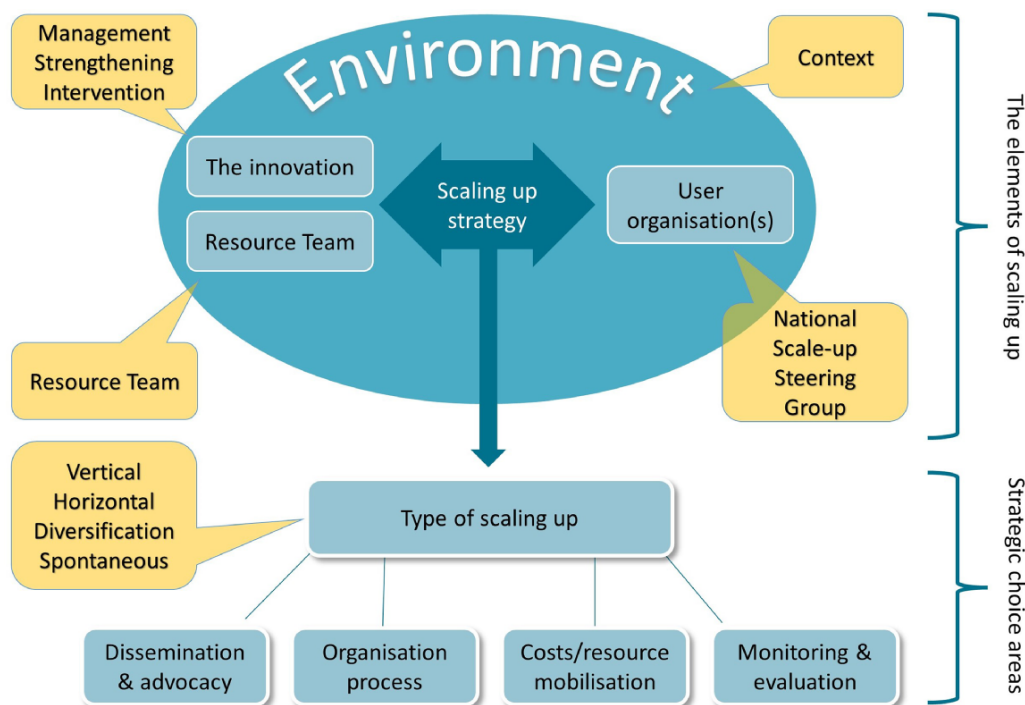 Management
Strengthening
Intervention
Environment
Context
The innovation
Resource Team
Scaling up
strategy
User
organisation(s)
Resource Team
National
Scale-up
Steering
Group
The elements of scaling up
Vertical
Horizontal
Diversification
Spontaneous
Type of scaling up
Dissemination
& advocacy
Organisation
process
Costs/resource
mobilisation
Monitoring &
evaluation
Strategic choice areas